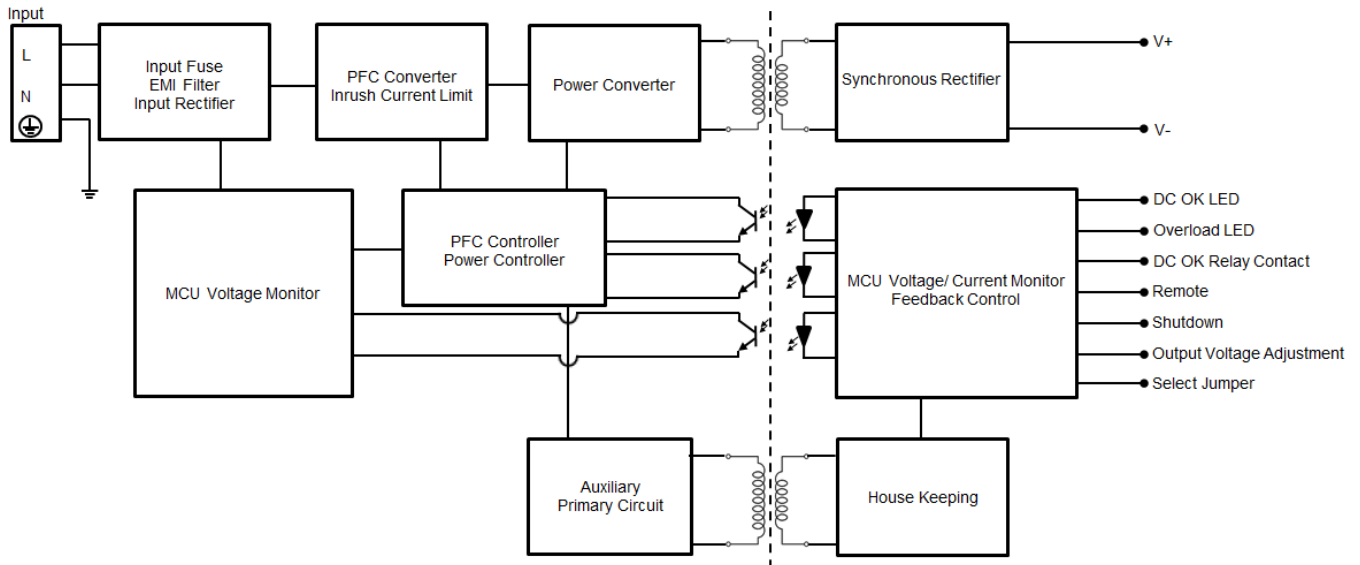 Input
L
N
Input Fuse
EMI Filter
Input Rectifier
PFC Converter
Inrush Current Limit
Power Converter
Synchronous Rectifier
V+
V-
MCU Voltage Monitor
PFC Controller
Power Controller
MCU Voltage/ Current Monitor
Feedback Control
DC OK LED
Overload LED
DC OK Relay Contact
Remote
Shutdown
Output Voltage Adjustment
Select Jumper
Auxiliary
Primary Circuit
House Keeping